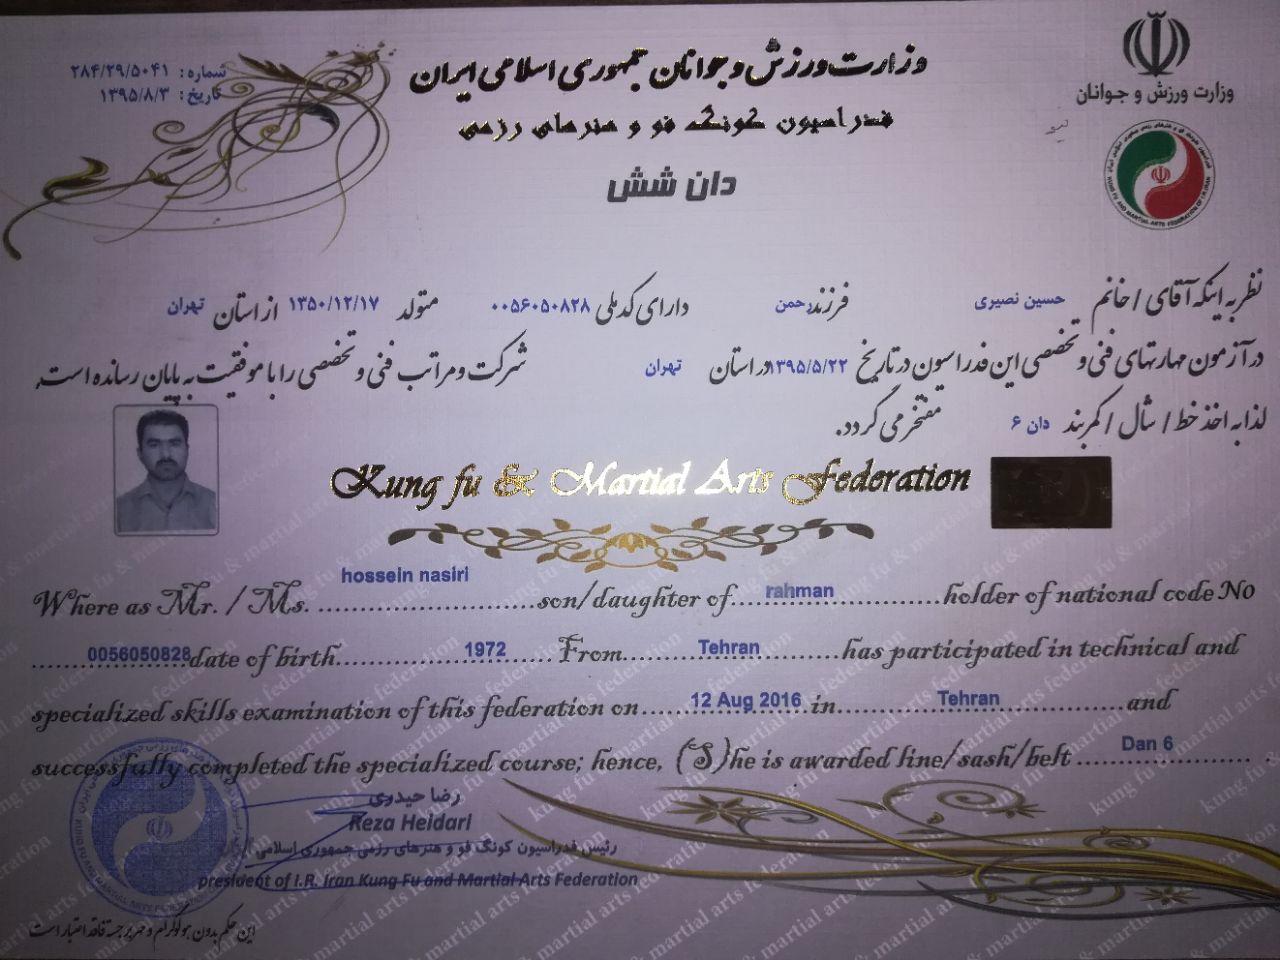 وزارت ورزش و جوانان جمهوری اسلامی ایران
فدراسیون کونگ فو و هنرهای رزمی
دان شش
شماره: ۲۸۴/۲۹/۵۰۴۱
تاریخ: ۱۳۹۵/۸/۳
وزارت ورزش و جوانان
نظر به اینکه آقای / خانم حسین نصیری فرزند رحمن دارای کد ملی ۰۰۵۶۰۵۰۸۲۸ متولد ۱۳۵۰/۱۲/۱۷ از استان تهران
در آزمون مهارتهای فنی و تخصصی این فدراسیون در تاریخ ۱۳۹۵/۵/۲۲ در استان تهران شرکت و مراتب فنی و تخصصی را با موفقیت به پایان رسانده است,
لذا به اخذ خط / شال / کمربند دان ۶ مفتخر می گردد.
Kung fu & Martial Arts Federation
Where as Mr. / Ms. hossein nasiri son/daughter of rahman holder of national code No
0056050828 date of birth 1972 From Tehran has participated in technical and
specialized skills examination of this federation on 12 Aug 2016 in Tehran and
successfully completed the specialized course; hence, (S)he is awarded line/sash/belt Dan 6
رضا حیدری
Reza Heidari
رئیس فدراسیون کونگ فو و هنرهای رزمی جمهوری اسلامی
president of I.R. Iran Kung Fu and Martial Arts Federation
این حکم بدون هولوگرام و مهر برجسته فاقد اعتبار است